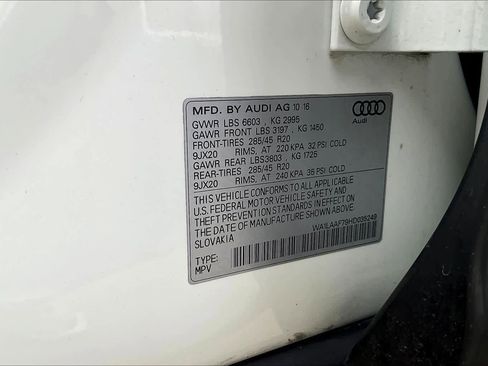 MFD. BY AUDI AG 10 16
GVWR LBS 6603 , KG 2995
GAWR FRONT LBS 3197 , KG 1450
FRONT-TIRES 285/45 R20
9JX20 RIMS, AT 220 KPA 32 PSI COLD
GAWR REAR LBS3803 , KG 1725
REAR-TIRES 285/45 R20
9JX20 RIMS, AT 240 KPA 35 PSI COLD
THIS VEHICLE CONFORMS TO ALL APPLICABLE
U.S. FEDERAL MOTOR VEHICLE SAFETY AND
THEFT PREVENTION STANDARDS IN EFFECT ON
THE DATE OF MANUFACTURE SHOWN ABOVE.
SLOVAKIA
TYPE:
MPV
WA1LAAF79HD035249
Audi